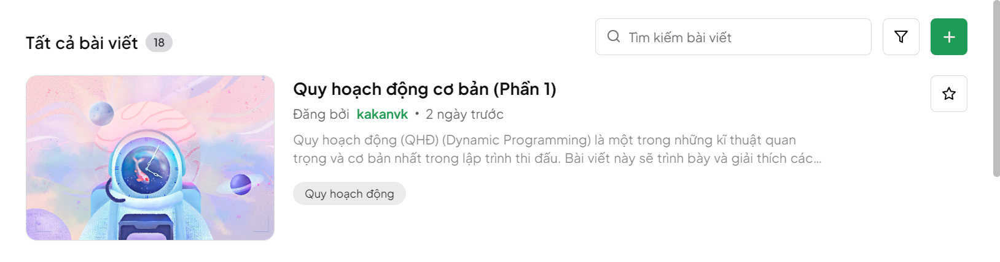 Tất cả bài viết 18
Tìm kiếm bài viết
Quy hoạch động cơ bản (Phần 1)
Đăng bởi kakanvk • 2 ngày trước
Quy hoạch động (QHĐ) (Dynamic Programming) là một trong những kĩ thuật quan
trọng và cơ bản nhất trong lập trình thi đấu. Bài viết này sẽ trình bày và giải thích các...
Quy hoạch động